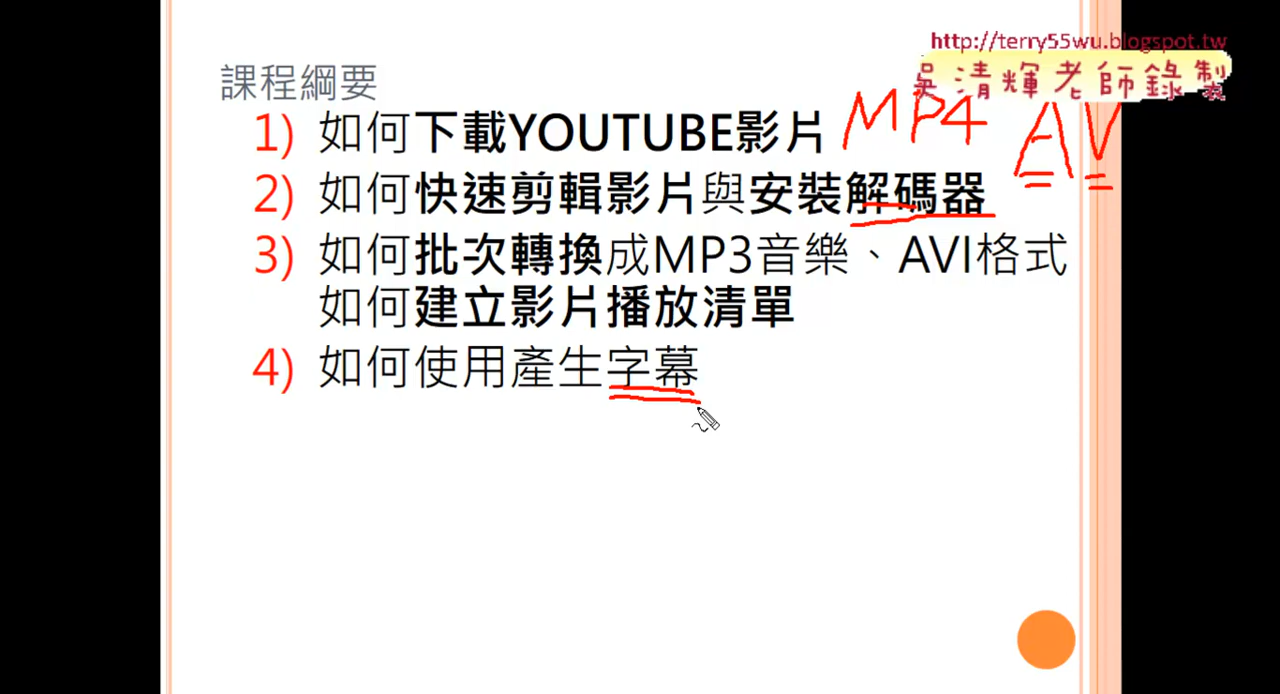 http://terry55wu.blogspot.tw
吳清輝老師錄製
課程綱要
1) 如何下載YOUTUBE影片 MP4 AV
2) 如何快速剪輯影片與安裝解碼器
3) 如何批次轉換成MP3音樂、AVI格式
如何建立影片播放清單
4) 如何使用產生字幕